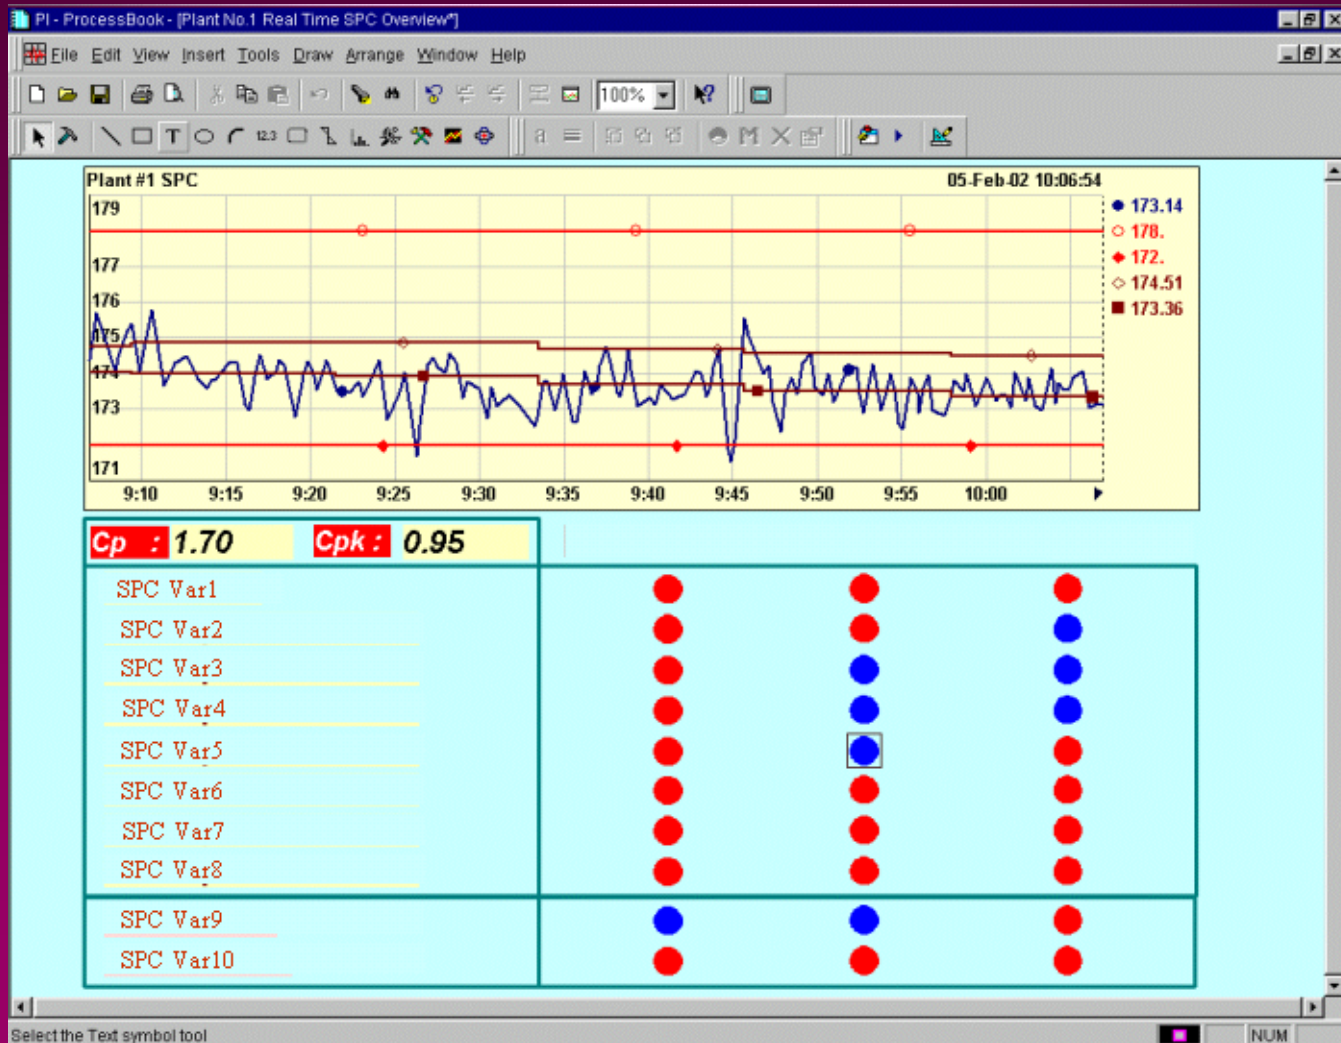 PI - ProcessBook - [Plant No.1 Real Time SPC Overview*]
File Edit View Insert Tools Draw Arrange Window Help
100%
T 12.3 a M
Plant #1 SPC 05-Feb-02 10:06:54
179
177
176
175
174
173
171
173.14
178.
172.
174.51
173.36
9:10 9:15 9:20 9:25 9:30 9:35 9:40 9:45 9:50 9:55 10:00
Cp : 1.70 Cpk : 0.95
SPC Var1
SPC Var2
SPC Var3
SPC Var4
SPC Var5
SPC Var6
SPC Var7
SPC Var8
SPC Var9
SPC Var10
Select the Text symbol tool NUM